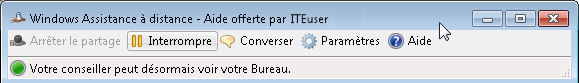 Windows Assistance à distance - Aide offerte par ITEuser
Arrêter le partage Interrompre Converser Paramètres Aide
Votre conseiller peut désormais voir votre Bureau.